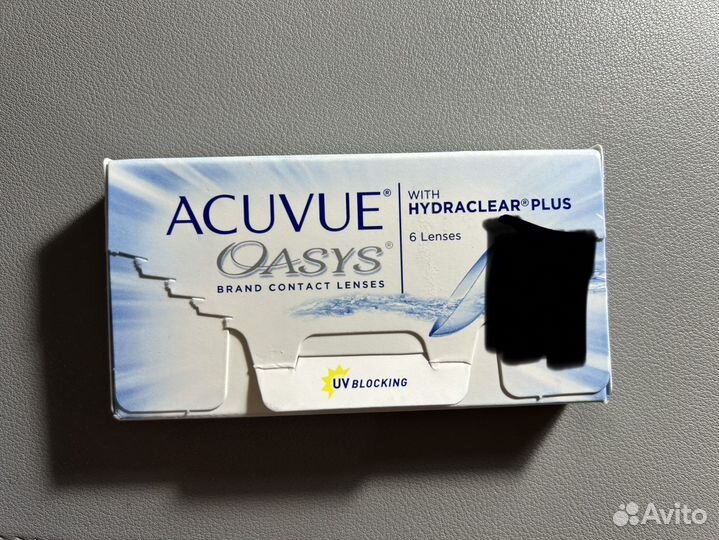 ACUVUE®
OASYS®
BRAND CONTACT LENSES
WITH
HYDRACLEAR® PLUS
6 Lenses
UV BLOCKING
Avito